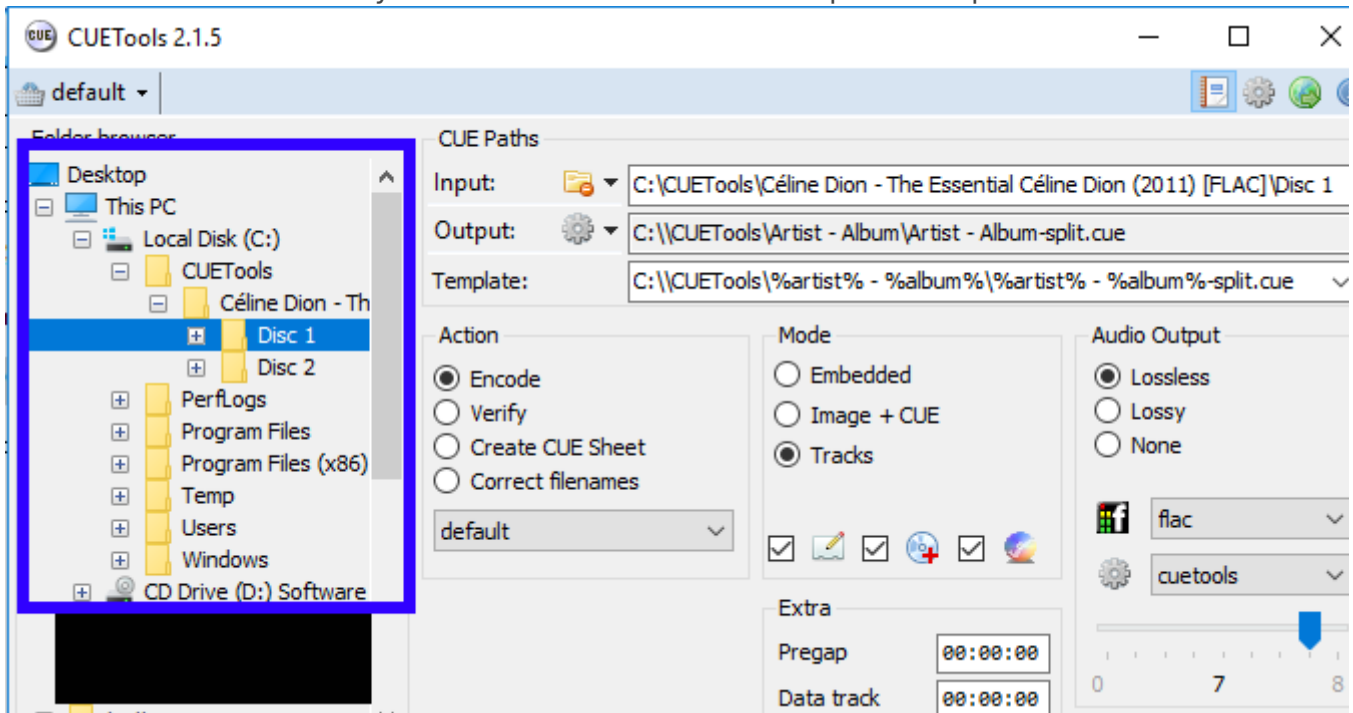 CUETools 2.1.5
default
Folder browser
Desktop
This PC
Local Disk (C:)
CUETools
Céline Dion - Th
Disc 1
Disc 2
PerfLogs
Program Files
Program Files (x86)
Temp
Users
Windows
CD Drive (D:) Software
CUE Paths
Input: C:\CUETools\Céline Dion - The Essential Céline Dion (2011) [FLAC]\Disc 1
Output: C:\\CUETools\Artist - Album\Artist - Album-split.cue
Template: C:\\CUETools\%artist% - %album%\%artist% - %album%-split.cue
Action
Encode
Verify
Create CUE Sheet
Correct filenames
default
Mode
Embedded
Image + CUE
Tracks
Extra
Pregap 00:00:00
Data track 00:00:00
Audio Output
Lossless
Lossy
None
flac
cuetools
0 7 8